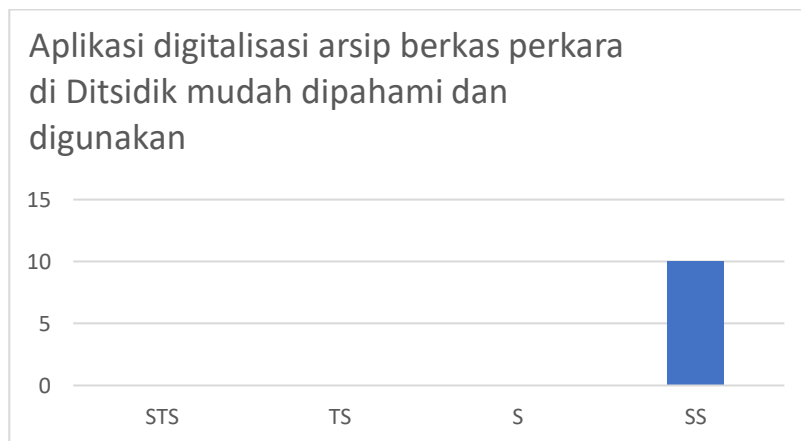 Aplikasi digitalisasi arsip berkas perkara
di Ditsidik mudah dipahami dan
digunakan
15
10
5
0
STS TS S SS